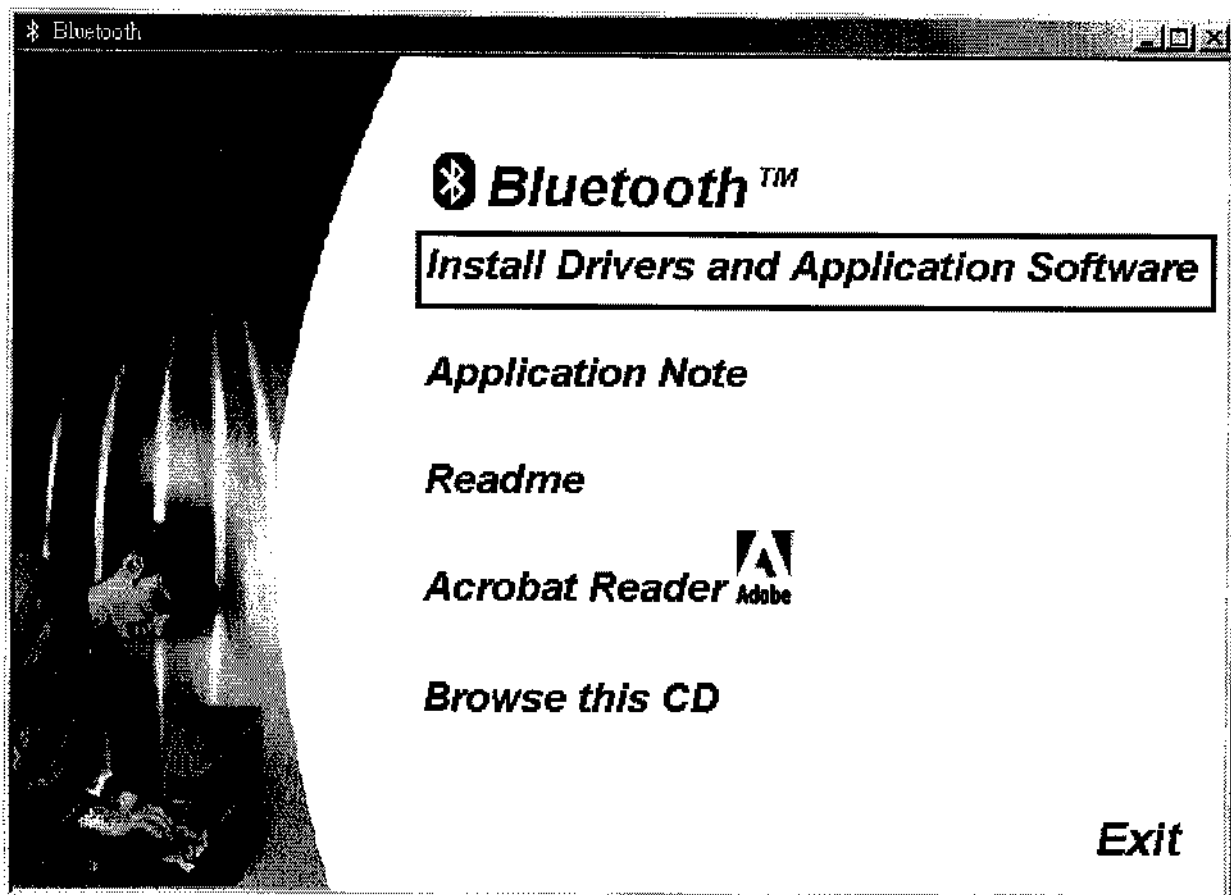 Bluetooth
Bluetooth™
Install Drivers and Application Software
Application Note
Readme
Acrobat Reader
Adobe
Browse this CD
Exit